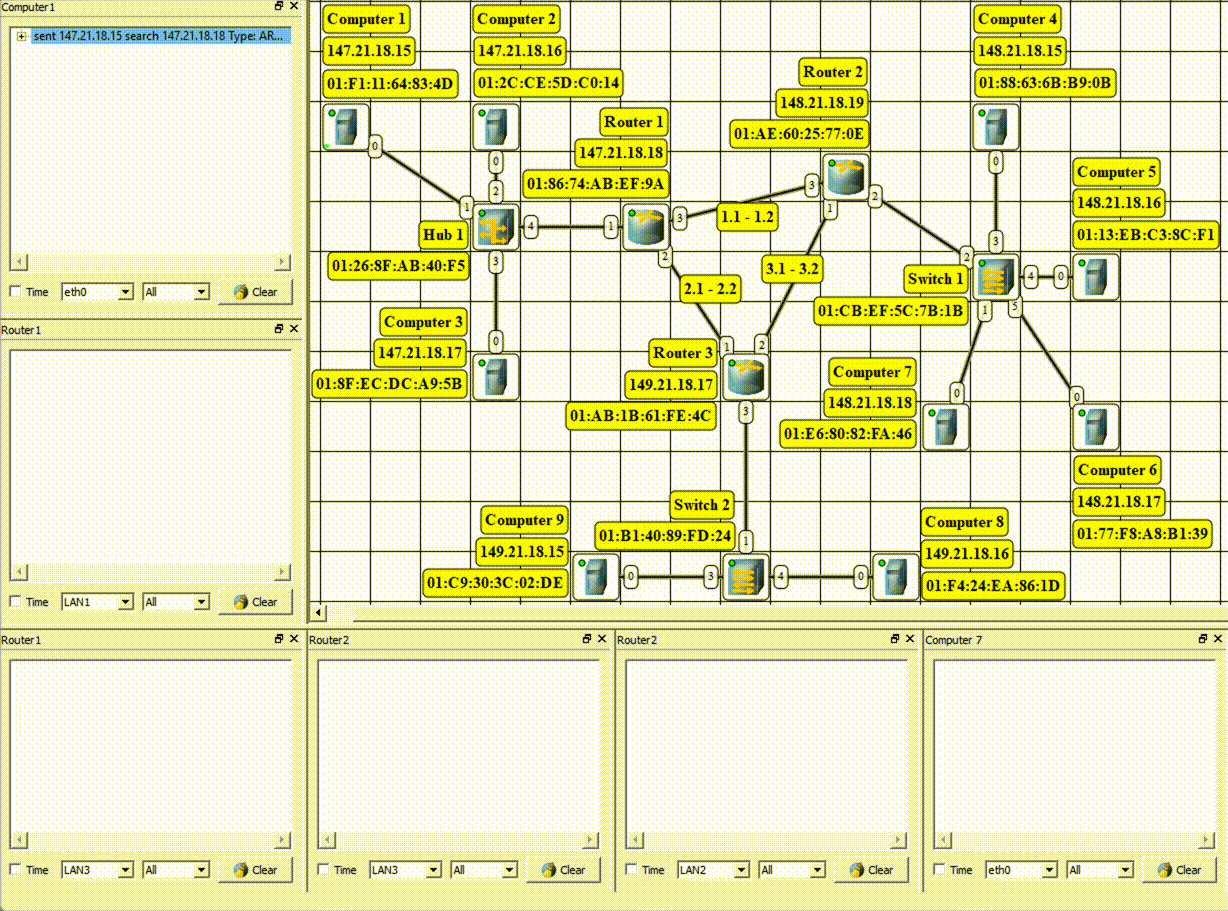 Computer1
sent 147.21.18.15 search 147.21.18.18 Type: AR...
Time eth0 All Clear
Router1
Time LAN1 All Clear
Computer 1
147.21.18.15
01:F1:11:64:83:4D
0
Computer 2
147.21.18.16
01:2C:CE:5D:C0:14
0
2
1
Hub 1
01:26:8F:AB:40:F5
4
3
Router 1
147.21.18.18
01:86:74:AB:EF:9A
1
3
2
1.1 - 1.2
2.1 - 2.2
3.1 - 3.2
Router 2
148.21.18.19
01:AE:60:25:77:0E
3
1
2
Computer 4
148.21.18.15
01:88:63:6B:B9:0B
0
3
2
Switch 1
01:CB:EF:5C:7B:1B
4
1
5
Computer 5
148.21.18.16
01:13:EB:C3:8C:F1
0
Computer 3
147.21.18.17
01:8F:EC:DC:A9:5B
0
Router 3
149.21.18.17
01:AB:1B:61:FE:4C
1
2
3
Computer 7
148.21.18.18
01:E6:80:82:FA:46
0
0
Computer 6
148.21.18.17
01:77:F8:A8:B1:39
Computer 9
149.21.18.15
01:C9:30:3C:02:DE
0
Switch 2
01:B1:40:89:FD:24
1
3
4
Computer 8
149.21.18.16
01:F4:24:EA:86:1D
0
Router1
Time LAN3 All Clear
Router2
Time LAN3 All Clear
Router2
Time LAN2 All Clear
Computer 7
Time eth0 All Clear